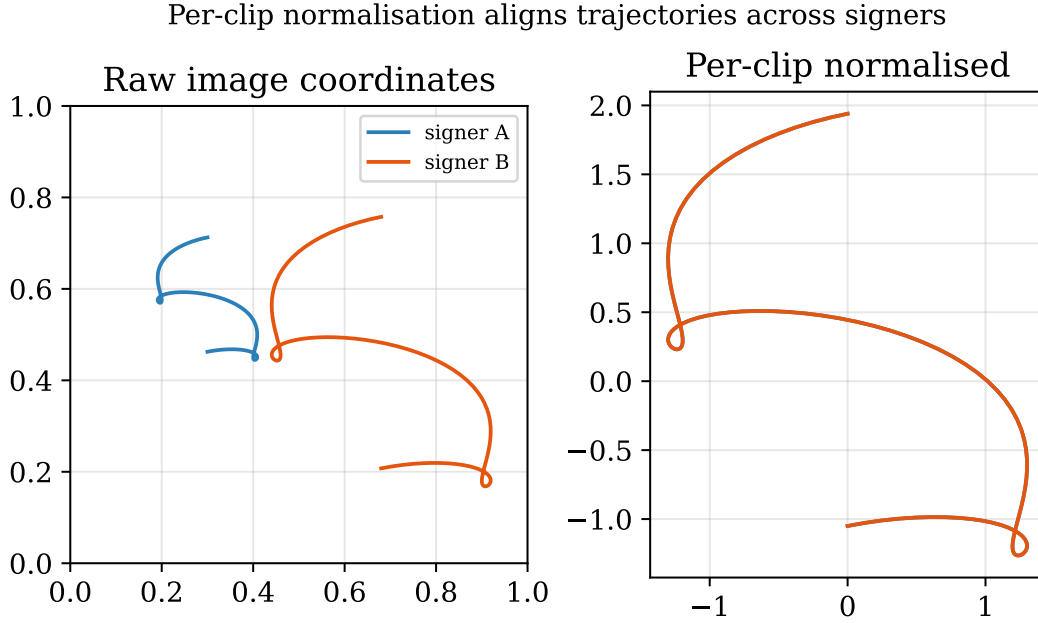 Per-clip normalisation aligns trajectories across signers
Raw image coordinates
1.0
0.8
0.6
0.4
0.2
0.0
0.0 0.2 0.4 0.6 0.8 1.0
signer A
signer B
Per-clip normalised
2.0
1.5
1.0
0.5
0.0
−0.5
−1.0
−1 0 1